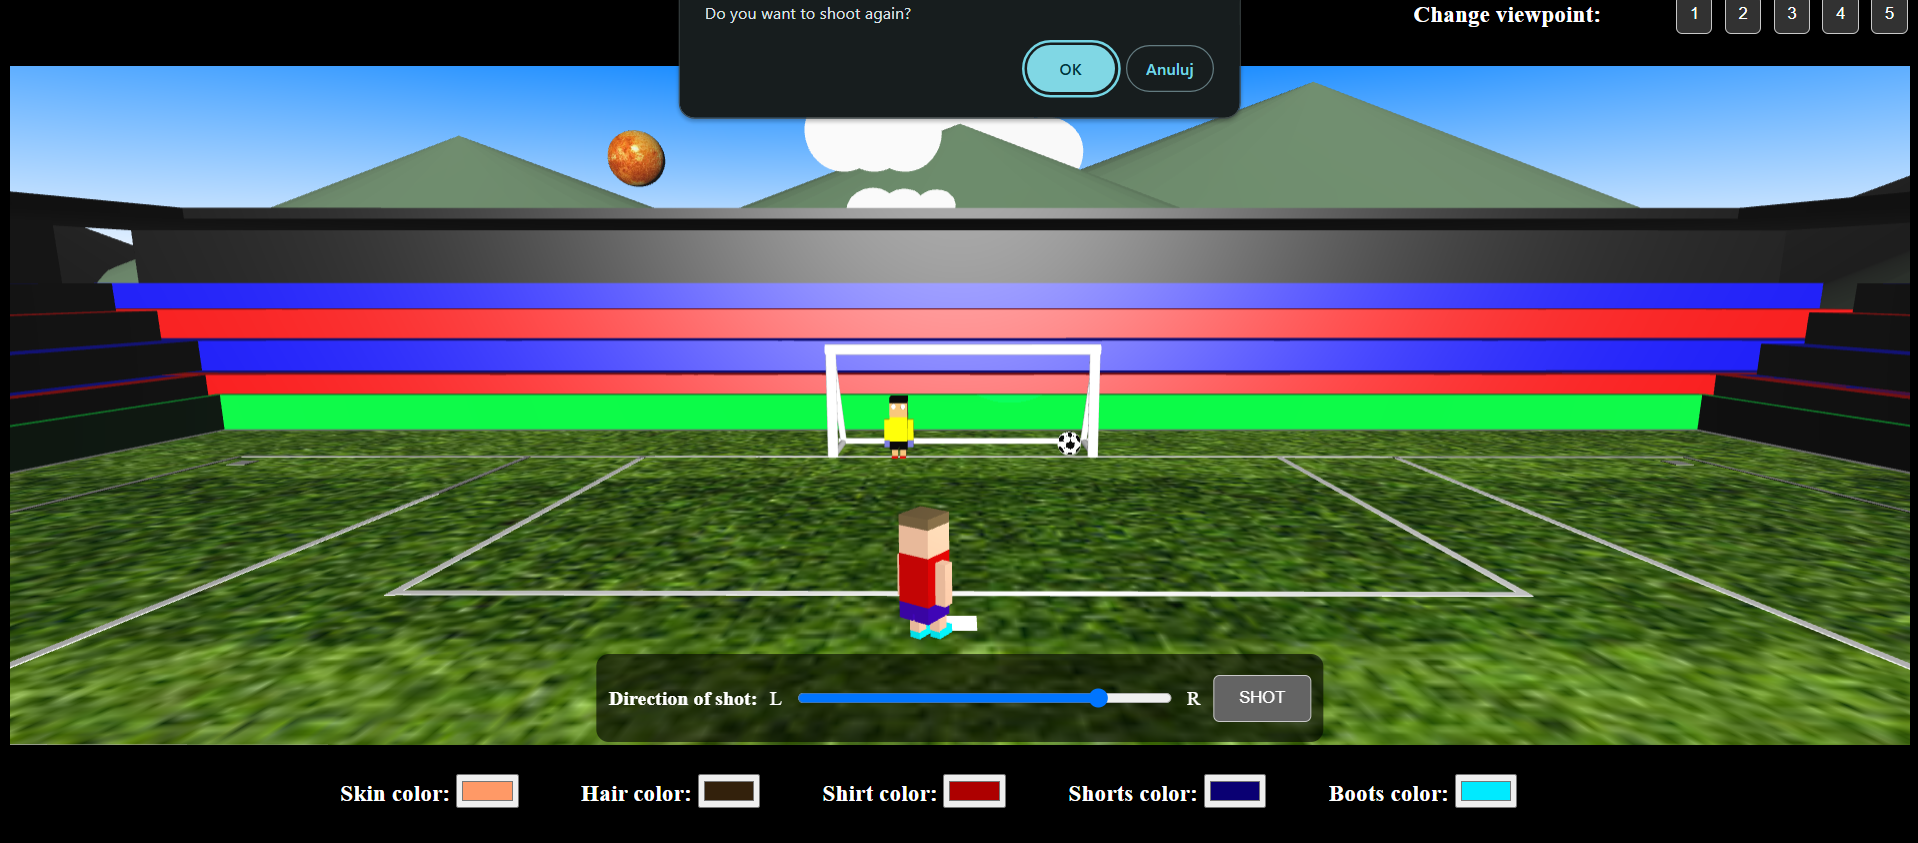 Do you want to shoot again?
OK Anuluj
Change viewpoint: 1 2 3 4 5
Direction of shot: L R SHOT
Skin color: Hair color: Shirt color: Shorts color: Boots color: